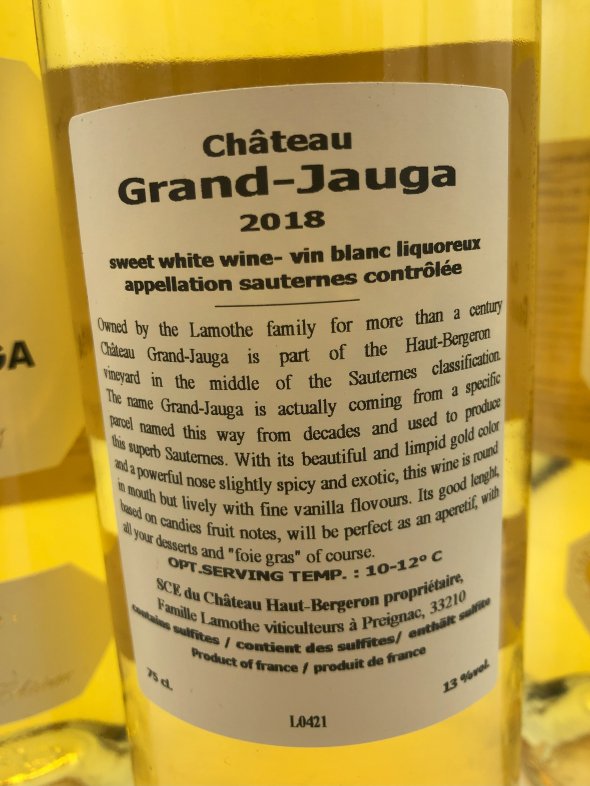 Château
Grand-Jauga
2018
sweet white wine- vin blanc liquoreux
appellation sauternes contrôlée
Owned by the Lamothe family for more than a century
Château Grand-Jauga is part of the Haut-Bergeron
vineyard in the middle of the Sauternes classification.
The name Grand-Jauga is actually coming from a specific
parcel named this way from decades and used to produce
this superb Sauternes. With its beautiful and limpid gold color
and a powerful nose slightly spicy and exotic, this wine is round
in mouth but lively with fine vanilla flovours. Its good lenght,
based on candies fruit notes, will be perfect as an aperetif, with
all your desserts and "foie gras" of course.
OPT.SERVING TEMP. : 10-12° C
SCE du Château Haut-Bergeron propriétaire,
Famille Lamothe viticulteurs à Preignac, 33210
contains sulfites / contient des sulfites/ enthält sulfite
Product of france / produit de france
75 cl.
13 %vol.
L0421
GA